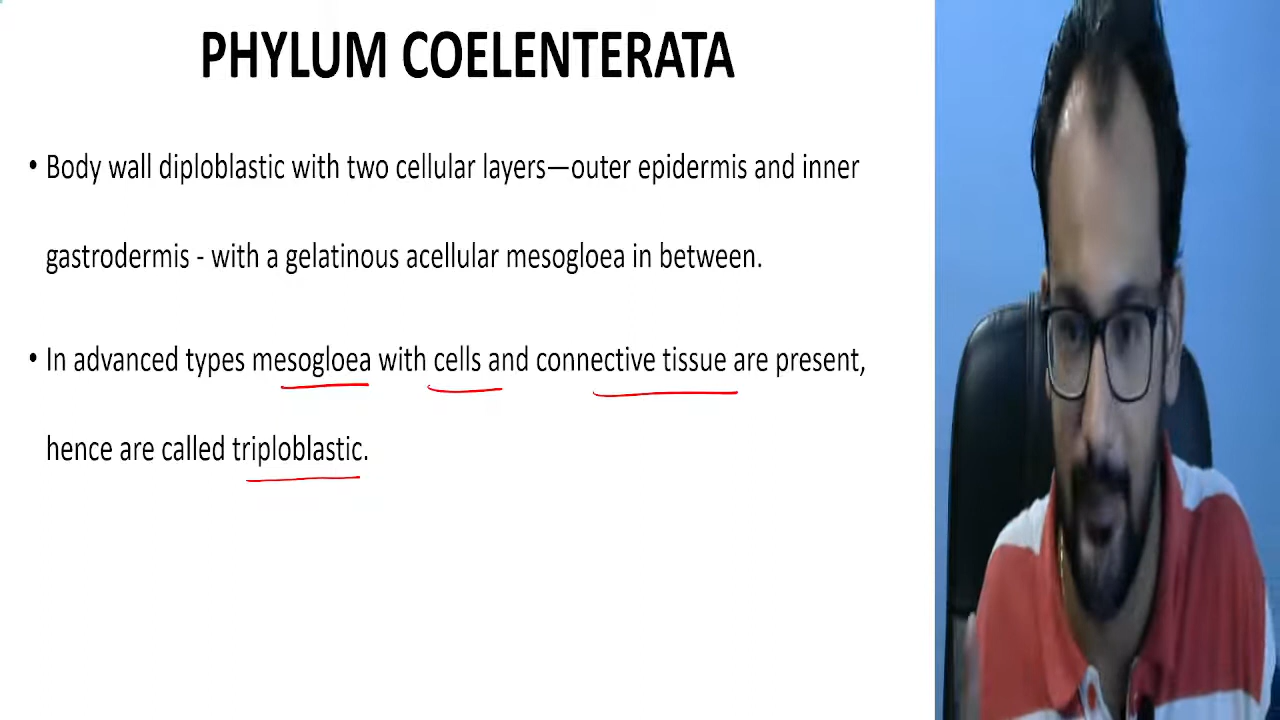 PHYLUM COELENTERATA
• Body wall diploblastic with two cellular layers—outer epidermis and inner
gastrodermis - with a gelatinous acellular mesogloea in between.
• In advanced types mesogloea with cells and connective tissue are present,
hence are called triploblastic.